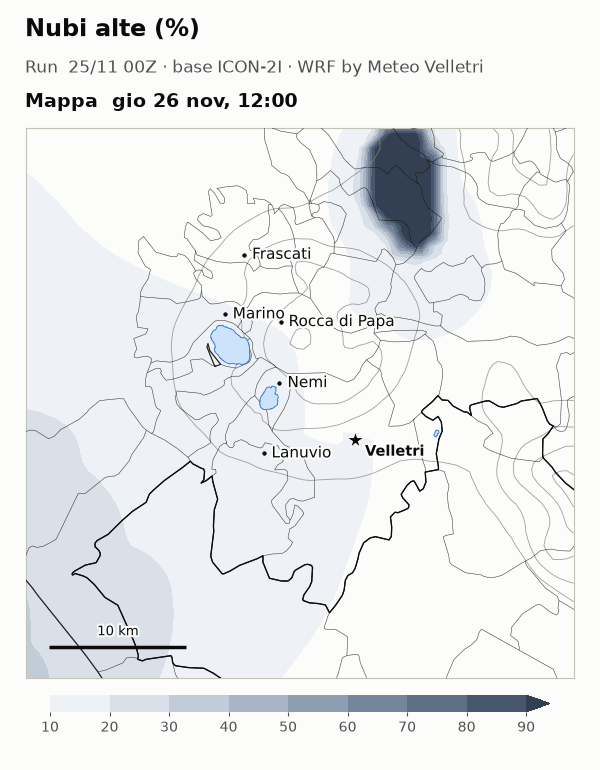 Nubi alte (%)
Run  25/11 00Z · base ICON-2I · WRF by Meteo Velletri
Mappa  gio 26 nov, 12:00
Frascati
Marino
Rocca di Papa
Nemi
Velletri
Lanuvio
10 km
10 20 30 40 50 60 70 80 90